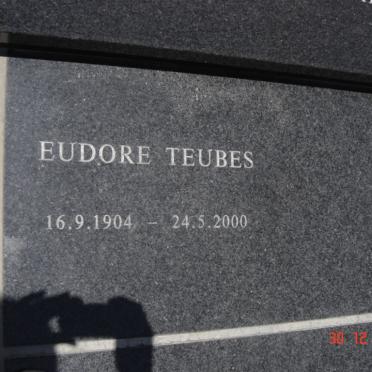 EUDORE TEUBES
16.9.1904 – 24.5.2000
30 12